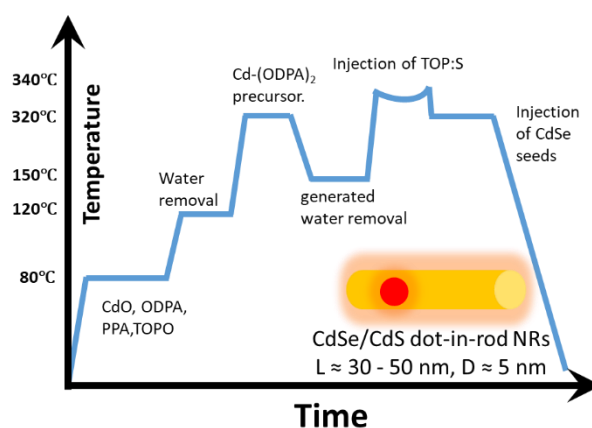 340℃
320℃
150℃
120℃
80℃
Temperature
CdO, ODPA,
PPA,TOPO
Water
removal
Cd-(ODPA)₂
precursor.
generated
water removal
Injection of TOP:S
Injection
of CdSe
seeds
CdSe/CdS dot-in-rod NRs
L ≈ 30 - 50 nm, D ≈ 5 nm
Time